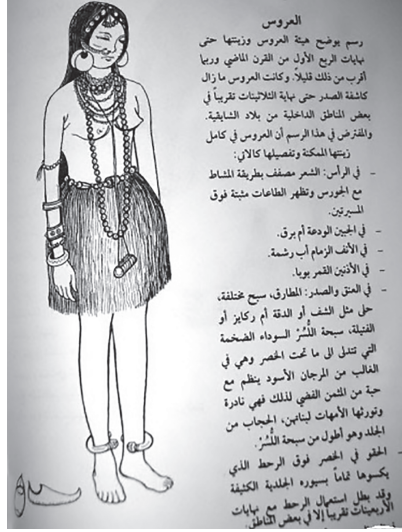 العروس
رسم يوضح هيئة العروس وزينتها حتى
نهايات الربع الأول من القرن الماضي وربما
أقرب من ذلك قليلاً. وكانت العروس ما زال
كاشفة الصدر حتى نهاية الثلاثينات تقريباً في
بعض المناطق الداخلية من بلاد الشايقية.
والمفترض في هذا الرسم أن العروس في كامل
زينتها الممكنة وتفصيلها كالاتي:
- في الرأس: الشعر مصفف بطريقة المشاط
مع الجورس وتظهر الطاعات مثبتة فوق
المسيرتين.
- في الجبين الودعة أم برق.
- في الأنف الزمام أب رشمة.
- في الأذنين القمر بوبا.
- في العنق والصدر: المطارق، سبح مختلفة،
حلى مثل الشف أو الدقة أم ركايز أو
الفتيلة، سبحة اللُّسُرْ السوداء الضخمة
التي تتدلى الى ما تحت الخصر وهي في
الغالب من المرجان الأسود ينظم مع
حبة من المثمن الفضي لذلك فهي نادرة
وتورثها الأمهات لبناتهن، الحجاب من
الجلد وهو أطول من سبحة اللُّسُرْ.
- الحقو في الخصر فوق الرحط الذي
يكسوها تماماً بسيوره الجلدية الكثيفة
وقد بطل استعمال الرحط مع نهايات
الأربعينات تقريباً إلا في بعض المناطق